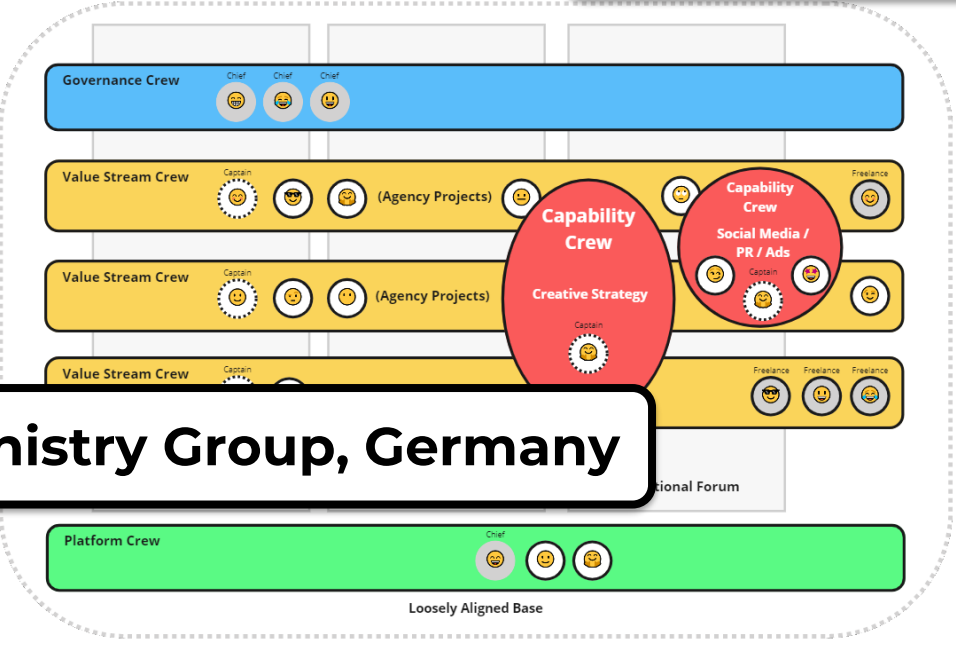 Governance Crew
Chief Chief Chief
Value Stream Crew
Captain
(Agency Projects)
Freelance
Capability
Crew
Creative Strategy
Captain
Capability
Crew
Social Media /
PR / Ads
Captain
Value Stream Crew
Captain
(Agency Projects)
Value Stream Crew
Captain
Freelance Freelance Freelance
Group, Germany
Forum
Platform Crew
Chief
Loosely Aligned Base